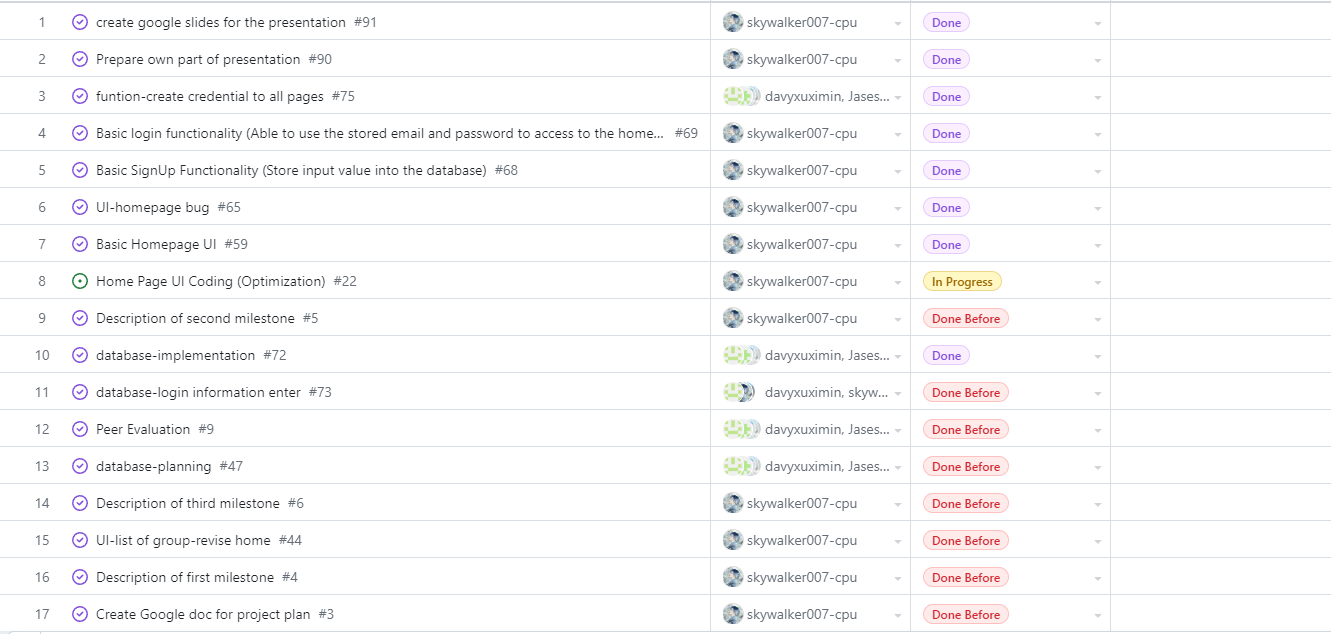 1 create google slides for the presentation #91 skywalker007-cpu Done
2 Prepare own part of presentation #90 skywalker007-cpu Done
3 funtion-create credential to all pages #75 davyxuximin, Jases... Done
4 Basic login functionality (Able to use the stored email and password to access to the home... #69 skywalker007-cpu Done
5 Basic SignUp Functionality (Store input value into the database) #68 skywalker007-cpu Done
6 UI-homepage bug #65 skywalker007-cpu Done
7 Basic Homepage UI #59 skywalker007-cpu Done
8 Home Page UI Coding (Optimization) #22 skywalker007-cpu In Progress
9 Description of second milestone #5 skywalker007-cpu Done Before
10 database-implementation #72 davyxuximin, Jases... Done
11 database-login information enter #73 davyxuximin, skyw... Done Before
12 Peer Evaluation #9 davyxuximin, Jases... Done Before
13 database-planning #47 davyxuximin, Jases... Done Before
14 Description of third milestone #6 skywalker007-cpu Done Before
15 UI-list of group-revise home #44 skywalker007-cpu Done Before
16 Description of first milestone #4 skywalker007-cpu Done Before
17 Create Google doc for project plan #3 skywalker007-cpu Done Before